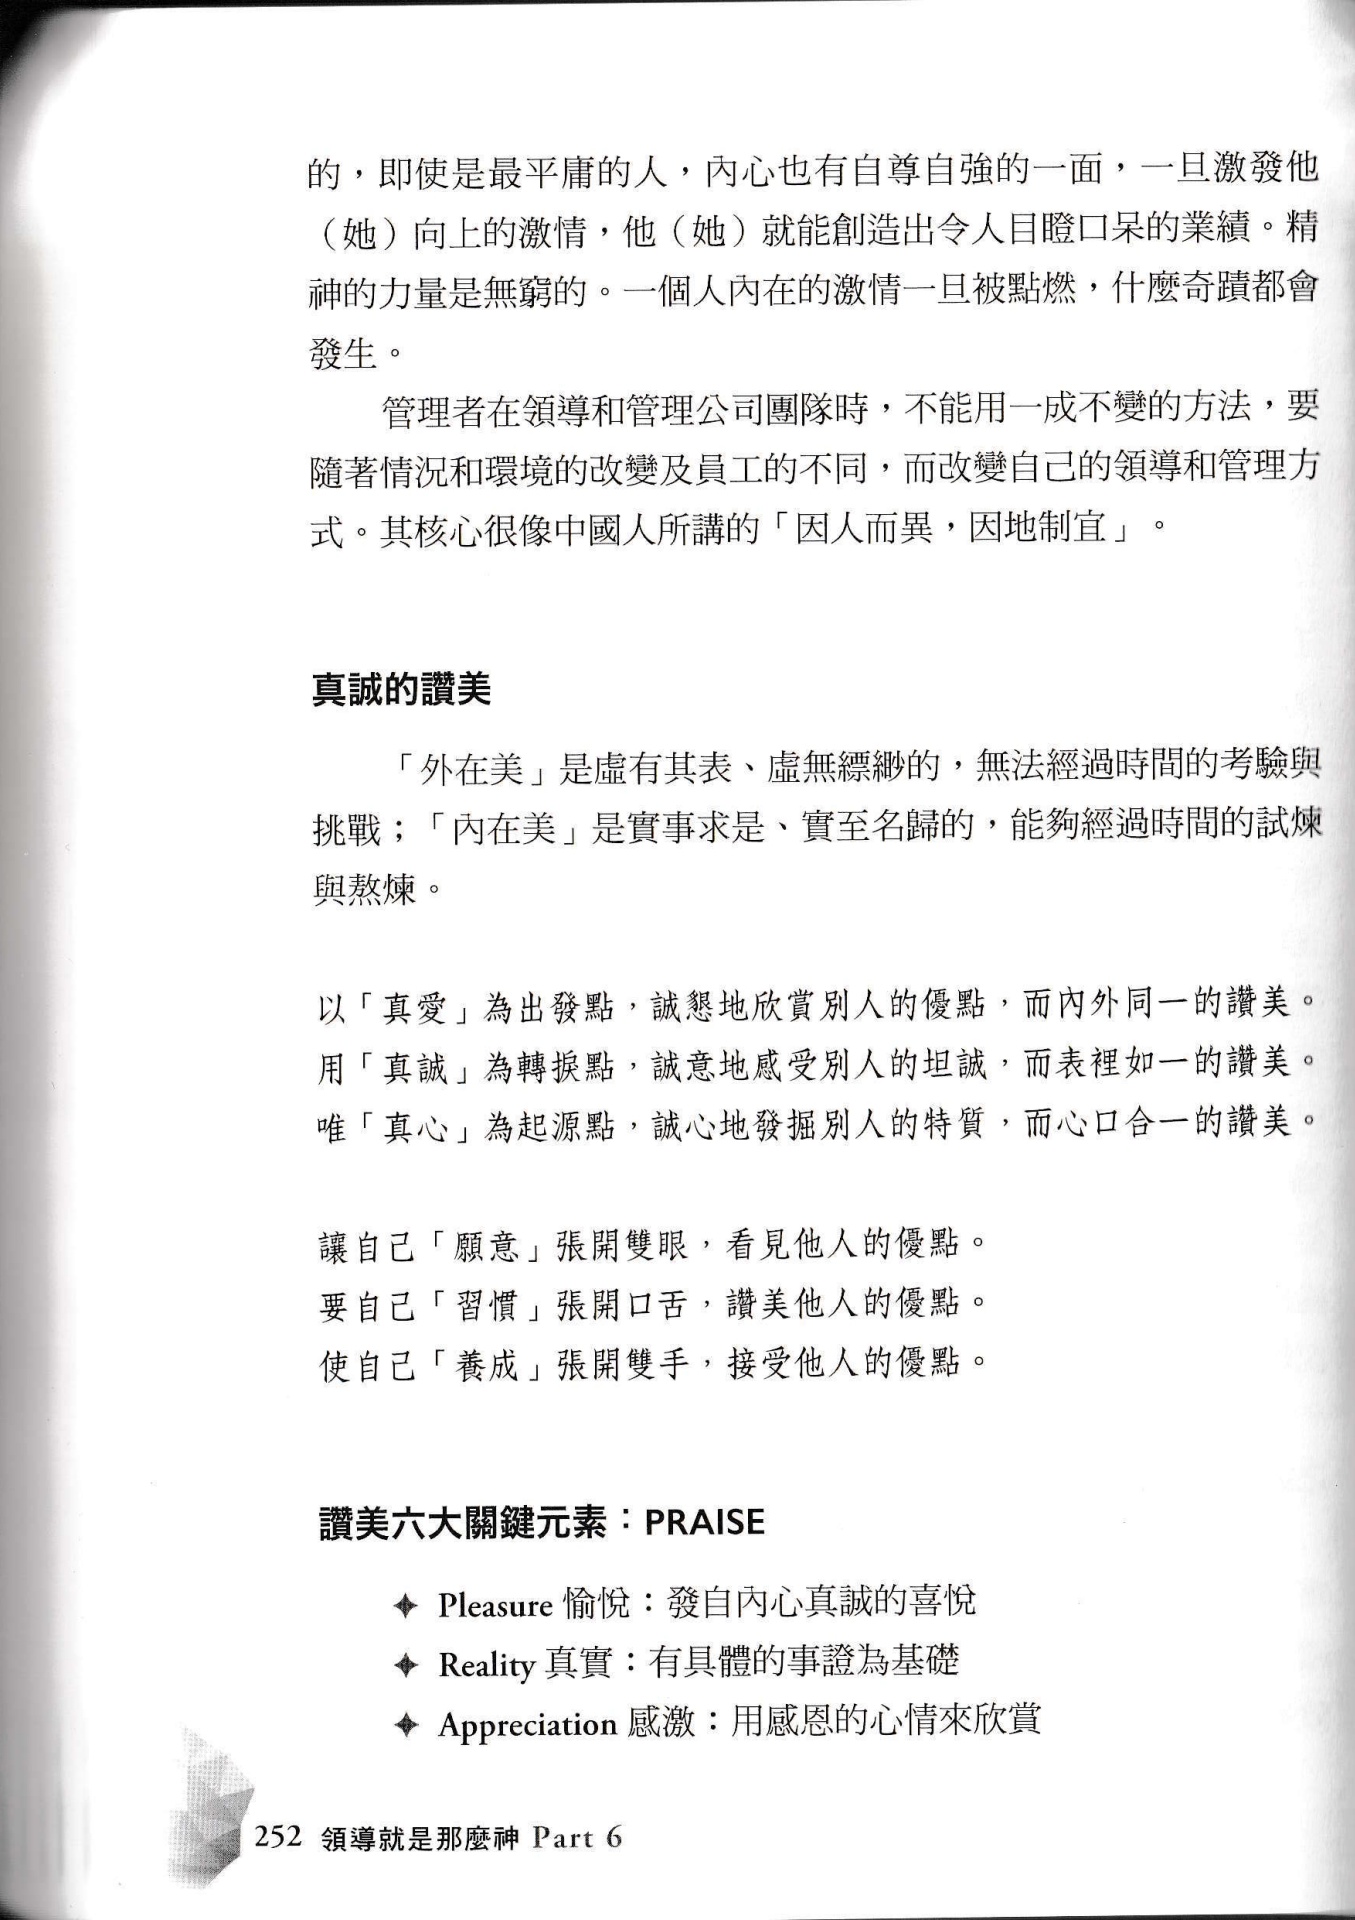 的，即使是最平庸的人，內心也有自尊自強的一面，一旦激發他
（她）向上的激情，他（她）就能創造出令人目瞪口呆的業績。精
神的力量是無窮的。一個人內在的激情一旦被點燃，什麼奇蹟都會
發生。
管理者在領導和管理公司團隊時，不能用一成不變的方法，要
隨著情況和環境的改變及員工的不同，而改變自己的領導和管理方
式。其核心很像中國人所講的「因人而異，因地制宜」。
真誠的讚美
「外在美」是虛有其表、虛無縹緲的，無法經過時間的考驗與
挑戰；「內在美」是實事求是、實至名歸的，能夠經過時間的試煉
與熬煉。
以「真愛」為出發點，誠懇地欣賞別人的優點，而內外同一的讚美。
用「真誠」為轉捩點，誠意地感受別人的坦誠，而表裡如一的讚美。
唯「真心」為起源點，誠心地發掘別人的特質，而心口合一的讚美。
讓自己「願意」張開雙眼，看見他人的優點。
要自己「習慣」張開口舌，讚美他人的優點。
使自己「養成」張開雙手，接受他人的優點。
讚美六大關鍵元素：PRAISE
✦ Pleasure 愉悅：發自內心真誠的喜悅
✦ Reality 真實：有具體的事證為基礎
✦ Appreciation 感激：用感恩的心情來欣賞
252 領導就是那麼神 Part 6